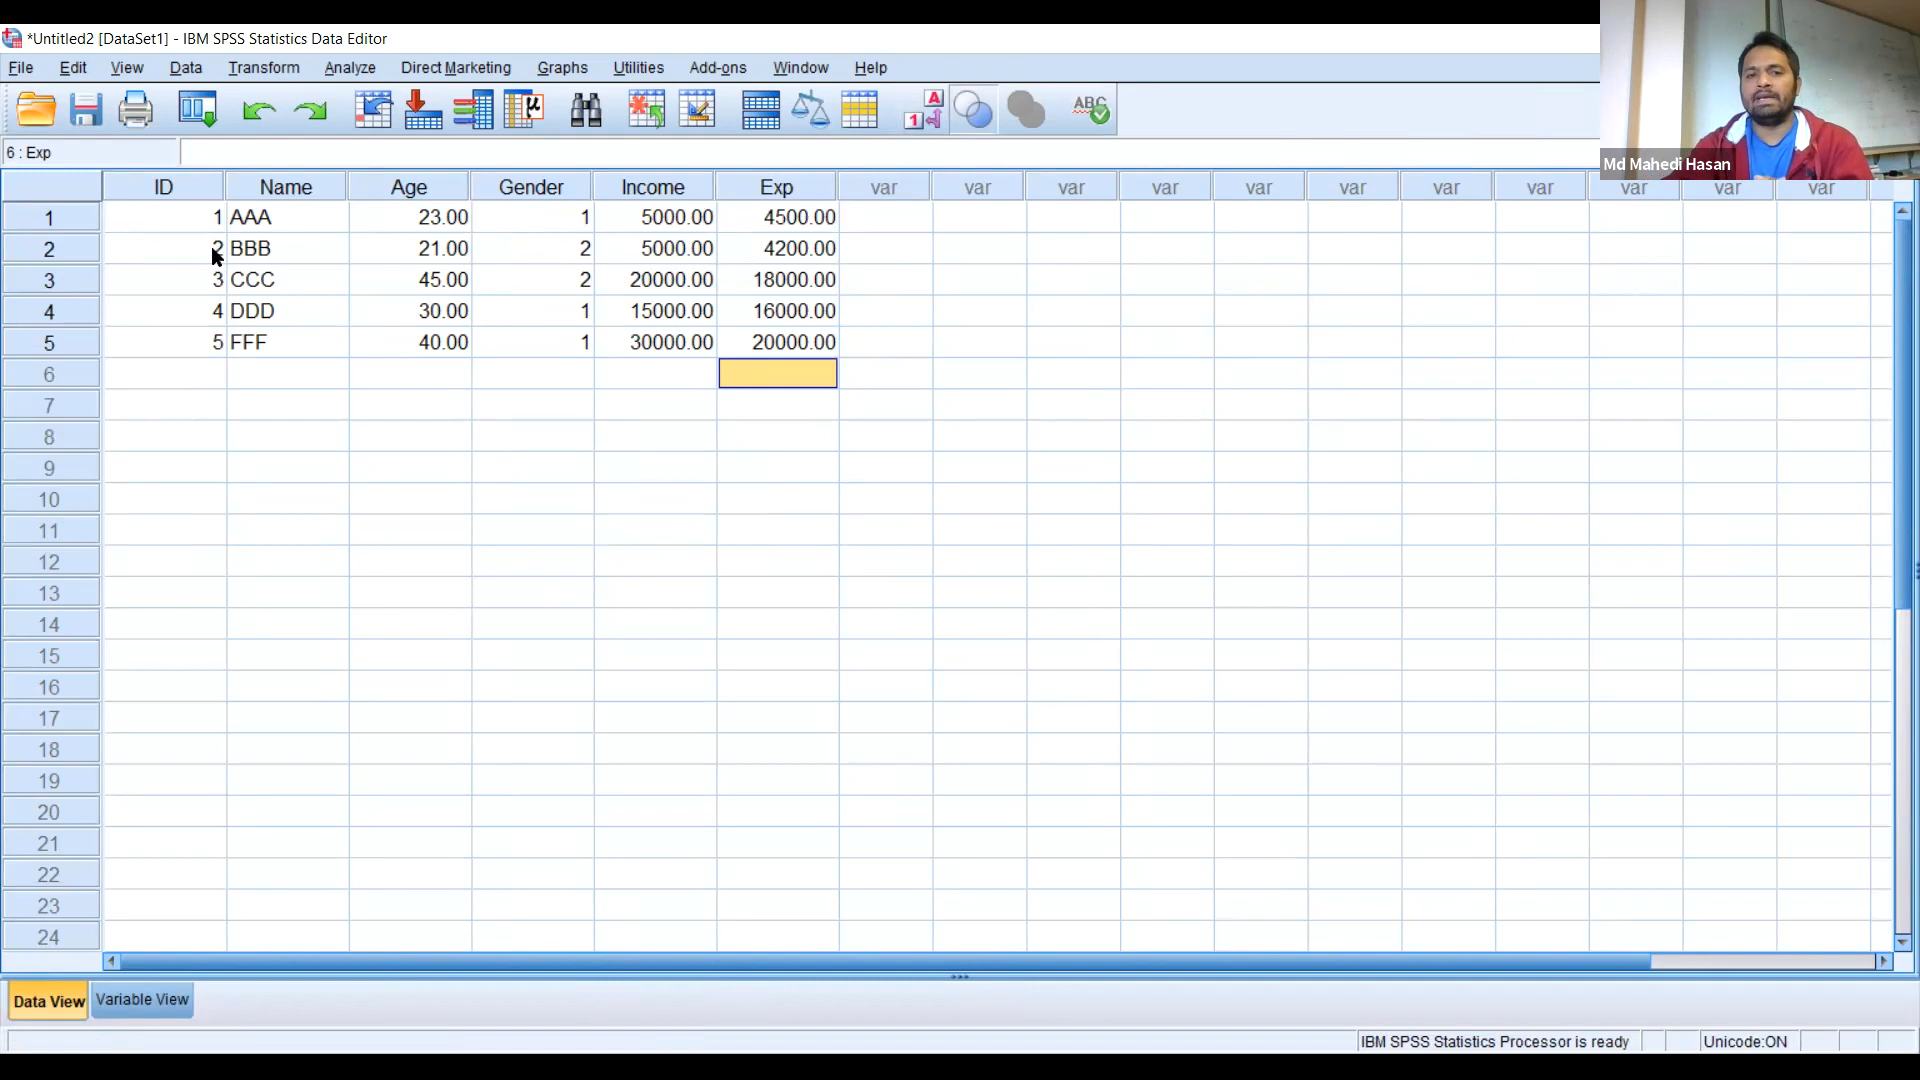 *Untitled2 [DataSet1] - IBM SPSS Statistics Data Editor
File Edit View Data Transform Analyze Direct Marketing Graphs Utilities Add-ons Window Help
μ A 1 ABC
6 : Exp
Md Mahedi Hasan
ID Name Age Gender Income Exp var var var var var var var var var var var
1 1 AAA 23.00 1 5000.00 4500.00
2 2 BBB 21.00 2 5000.00 4200.00
3 3 CCC 45.00 2 20000.00 18000.00
4 4 DDD 30.00 1 15000.00 16000.00
5 5 FFF 40.00 1 30000.00 20000.00
6
7
8
9
10
11
12
13
14
15
16
17
18
19
20
21
22
23
24
Data View Variable View
IBM SPSS Statistics Processor is ready Unicode:ON